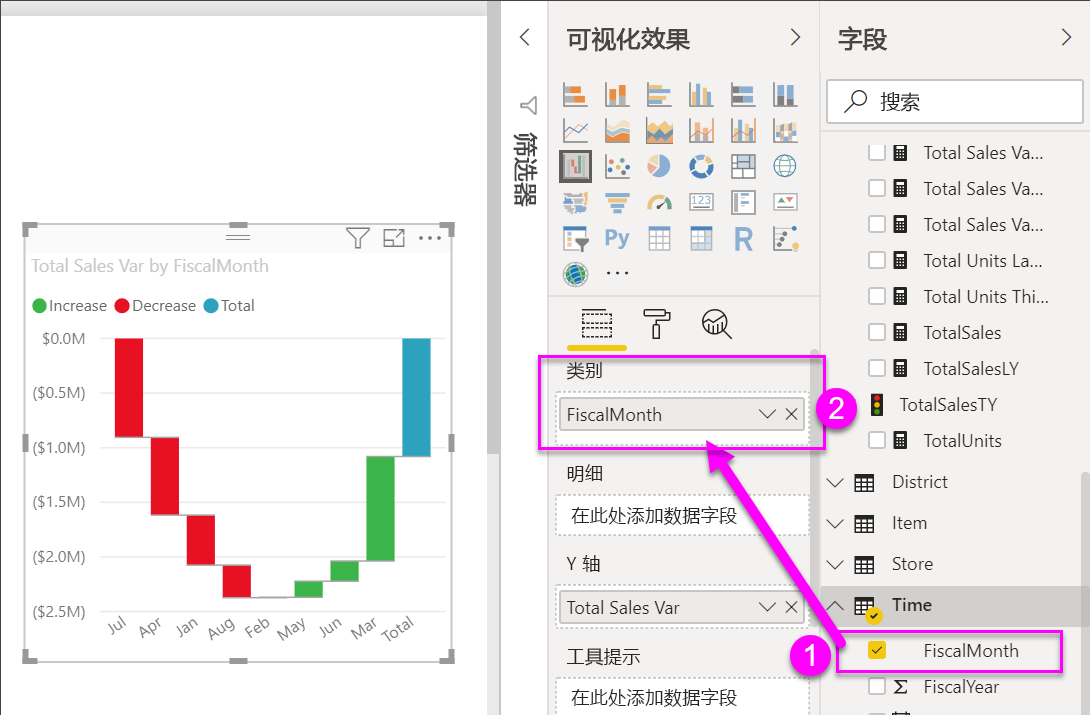 Total Sales Var by FiscalMonth
Increase Decrease Total
$0.0M
($0.5M)
($1.0M)
($1.5M)
($2.0M)
($2.5M)
Jul Apr Jan Aug Feb May Jun Mar Total
筛选器
可视化效果
123
Py
R
类别
FiscalMonth
2
明细
在此处添加数据字段
Y 轴
Total Sales Var
工具提示
在此处添加数据字段
字段
搜索
Total Sales Va...
Total Sales Va...
Total Sales Va...
Total Units La...
Total Units Thi...
TotalSales
TotalSalesLY
TotalSalesTY
TotalUnits
District
Item
Store
Time
1
FiscalMonth
Σ FiscalYear